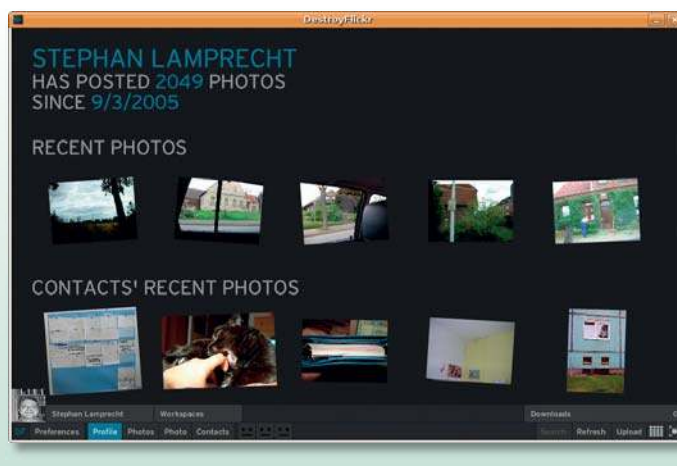 DestroyFlickr
STEPHAN LAMPRECHT
HAS POSTED 2049 PHOTOS
SINCE 9/3/2005
RECENT PHOTOS
CONTACTS' RECENT PHOTOS
Stephan Lamprecht Workspaces Downloads
DF Preferences Profile Photos Photo Contacts Search Refresh Upload